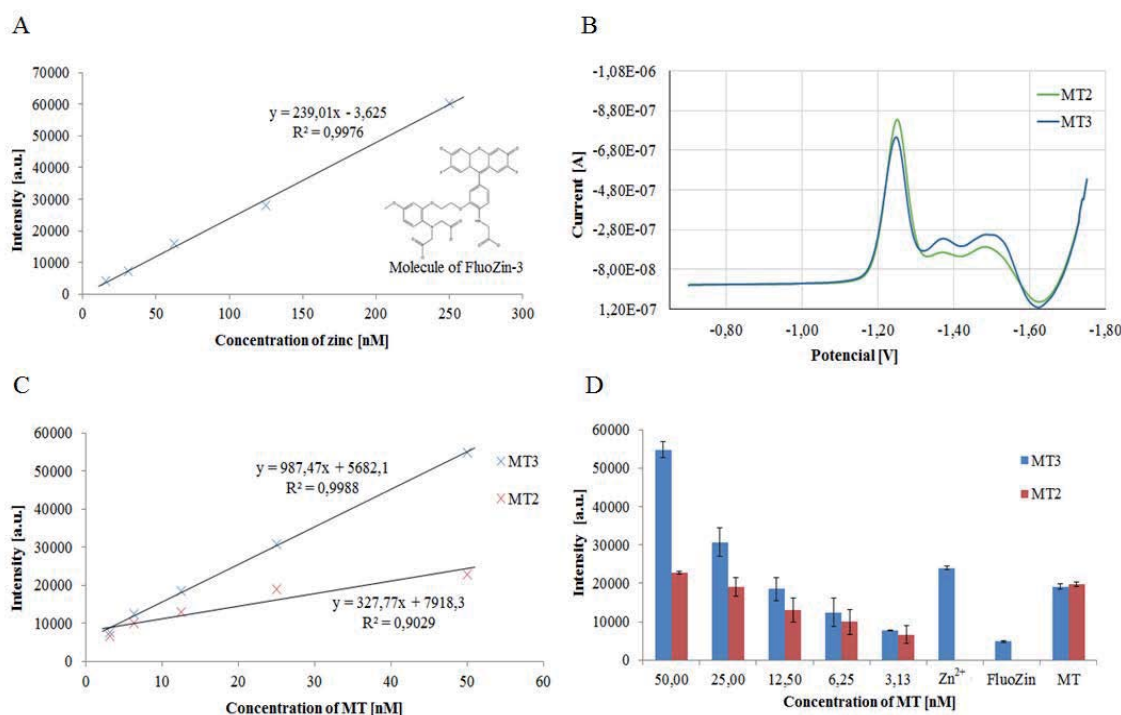 A
70000
60000
50000
40000
30000
20000
10000
0
Intensity [a.u.]
y = 239,01x - 3,625
R² = 0,9976
Molecule of FluoZin-3
0 50 100 150 200 250 300
Concentration of zinc [nM]
B
-1,08E-06
-8,80E-07
-6,80E-07
-4,80E-07
-2,80E-07
-8,00E-08
1,20E-07
Current [A]
MT2
MT3
-0,80 -1,00 -1,20 -1,40 -1,60 -1,80
Potencial [V]
C
60000
50000
40000
30000
20000
10000
0
Intensity [a.u.]
y = 987,47x + 5682,1
R² = 0,9988
MT3
MT2
y = 327,77x + 7918,3
R² = 0,9029
0 10 20 30 40 50 60
Concentration of MT [nM]
D
60000
50000
40000
30000
20000
10000
0
Intensity [a.u.]
MT3
MT2
50,00 25,00 12,50 6,25 3,13 Zn²⁺ FluoZin MT
Concentration of MT [nM]